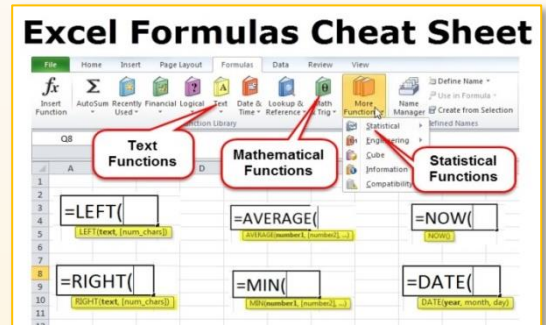 Excel Formulas Cheat Sheet
File Home Insert Page Layout Formulas Data Review View
fx Σ
Insert Function AutoSum Recently Used Financial Logical Text Date & Time Lookup & Reference Math & Trig More Functions Name Manager
Define Name
Use in Formula
Create from Selection
Defined Names
Function Library
Statistical
Engineering
Cube
Information
Compatibility
Q8
Text Functions
Mathematical Functions
Statistical Functions
A D
1
2
3
4
5
6
7
8
9
10
11
=LEFT(
LEFT(text, [num_chars])
=AVERAGE(
AVERAGE(number1, [number2], ...)
=NOW(
NOW()
=RIGHT(
RIGHT(text, [num_chars])
=MIN(
MIN(number1, [number2], ...)
=DATE(
DATE(year, month, day)